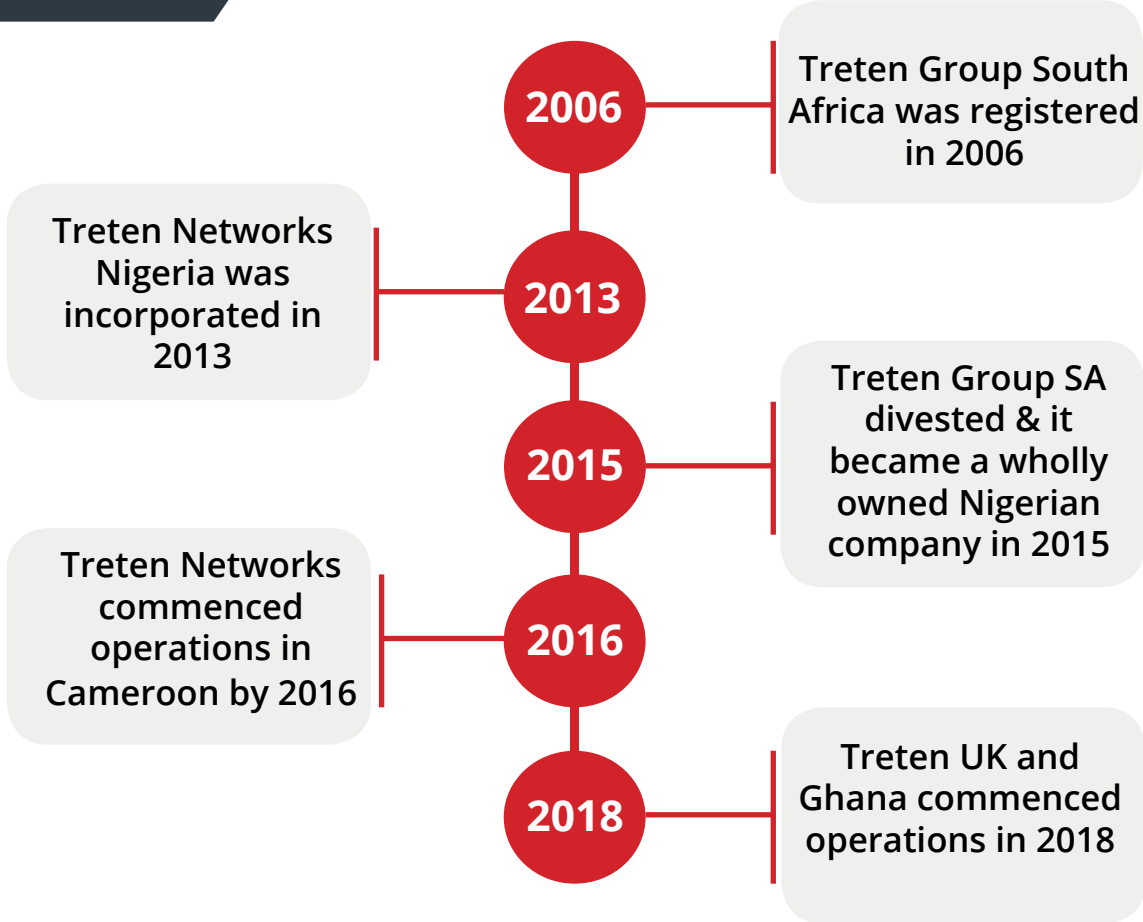 2006
Treten Group South
Africa was registered
in 2006
Treten Networks
Nigeria was
incorporated in
2013
2013
2015
Treten Group SA
divested & it
became a wholly
owned Nigerian
company in 2015
Treten Networks
commenced
operations in
Cameroon by 2016
2016
2018
Treten UK and
Ghana commenced
operations in 2018